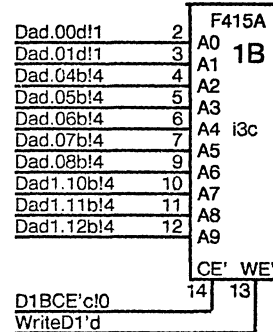 F415A
1B
i3c
Dad.00d!1 2 A0
Dad.01d!1 3 A1
Dad.04b!4 4 A2
Dad.05b!4 5 A3
Dad.06b!4 6 A4
Dad.07b!4 7 A5
Dad.08b!4 9 A6
Dad1.10b!4 10 A7
Dad1.11b!4 11 A8
Dad1.12b!4 12 A9
CE' WE'
14 13
D1BCE'c!0
WriteD1'd